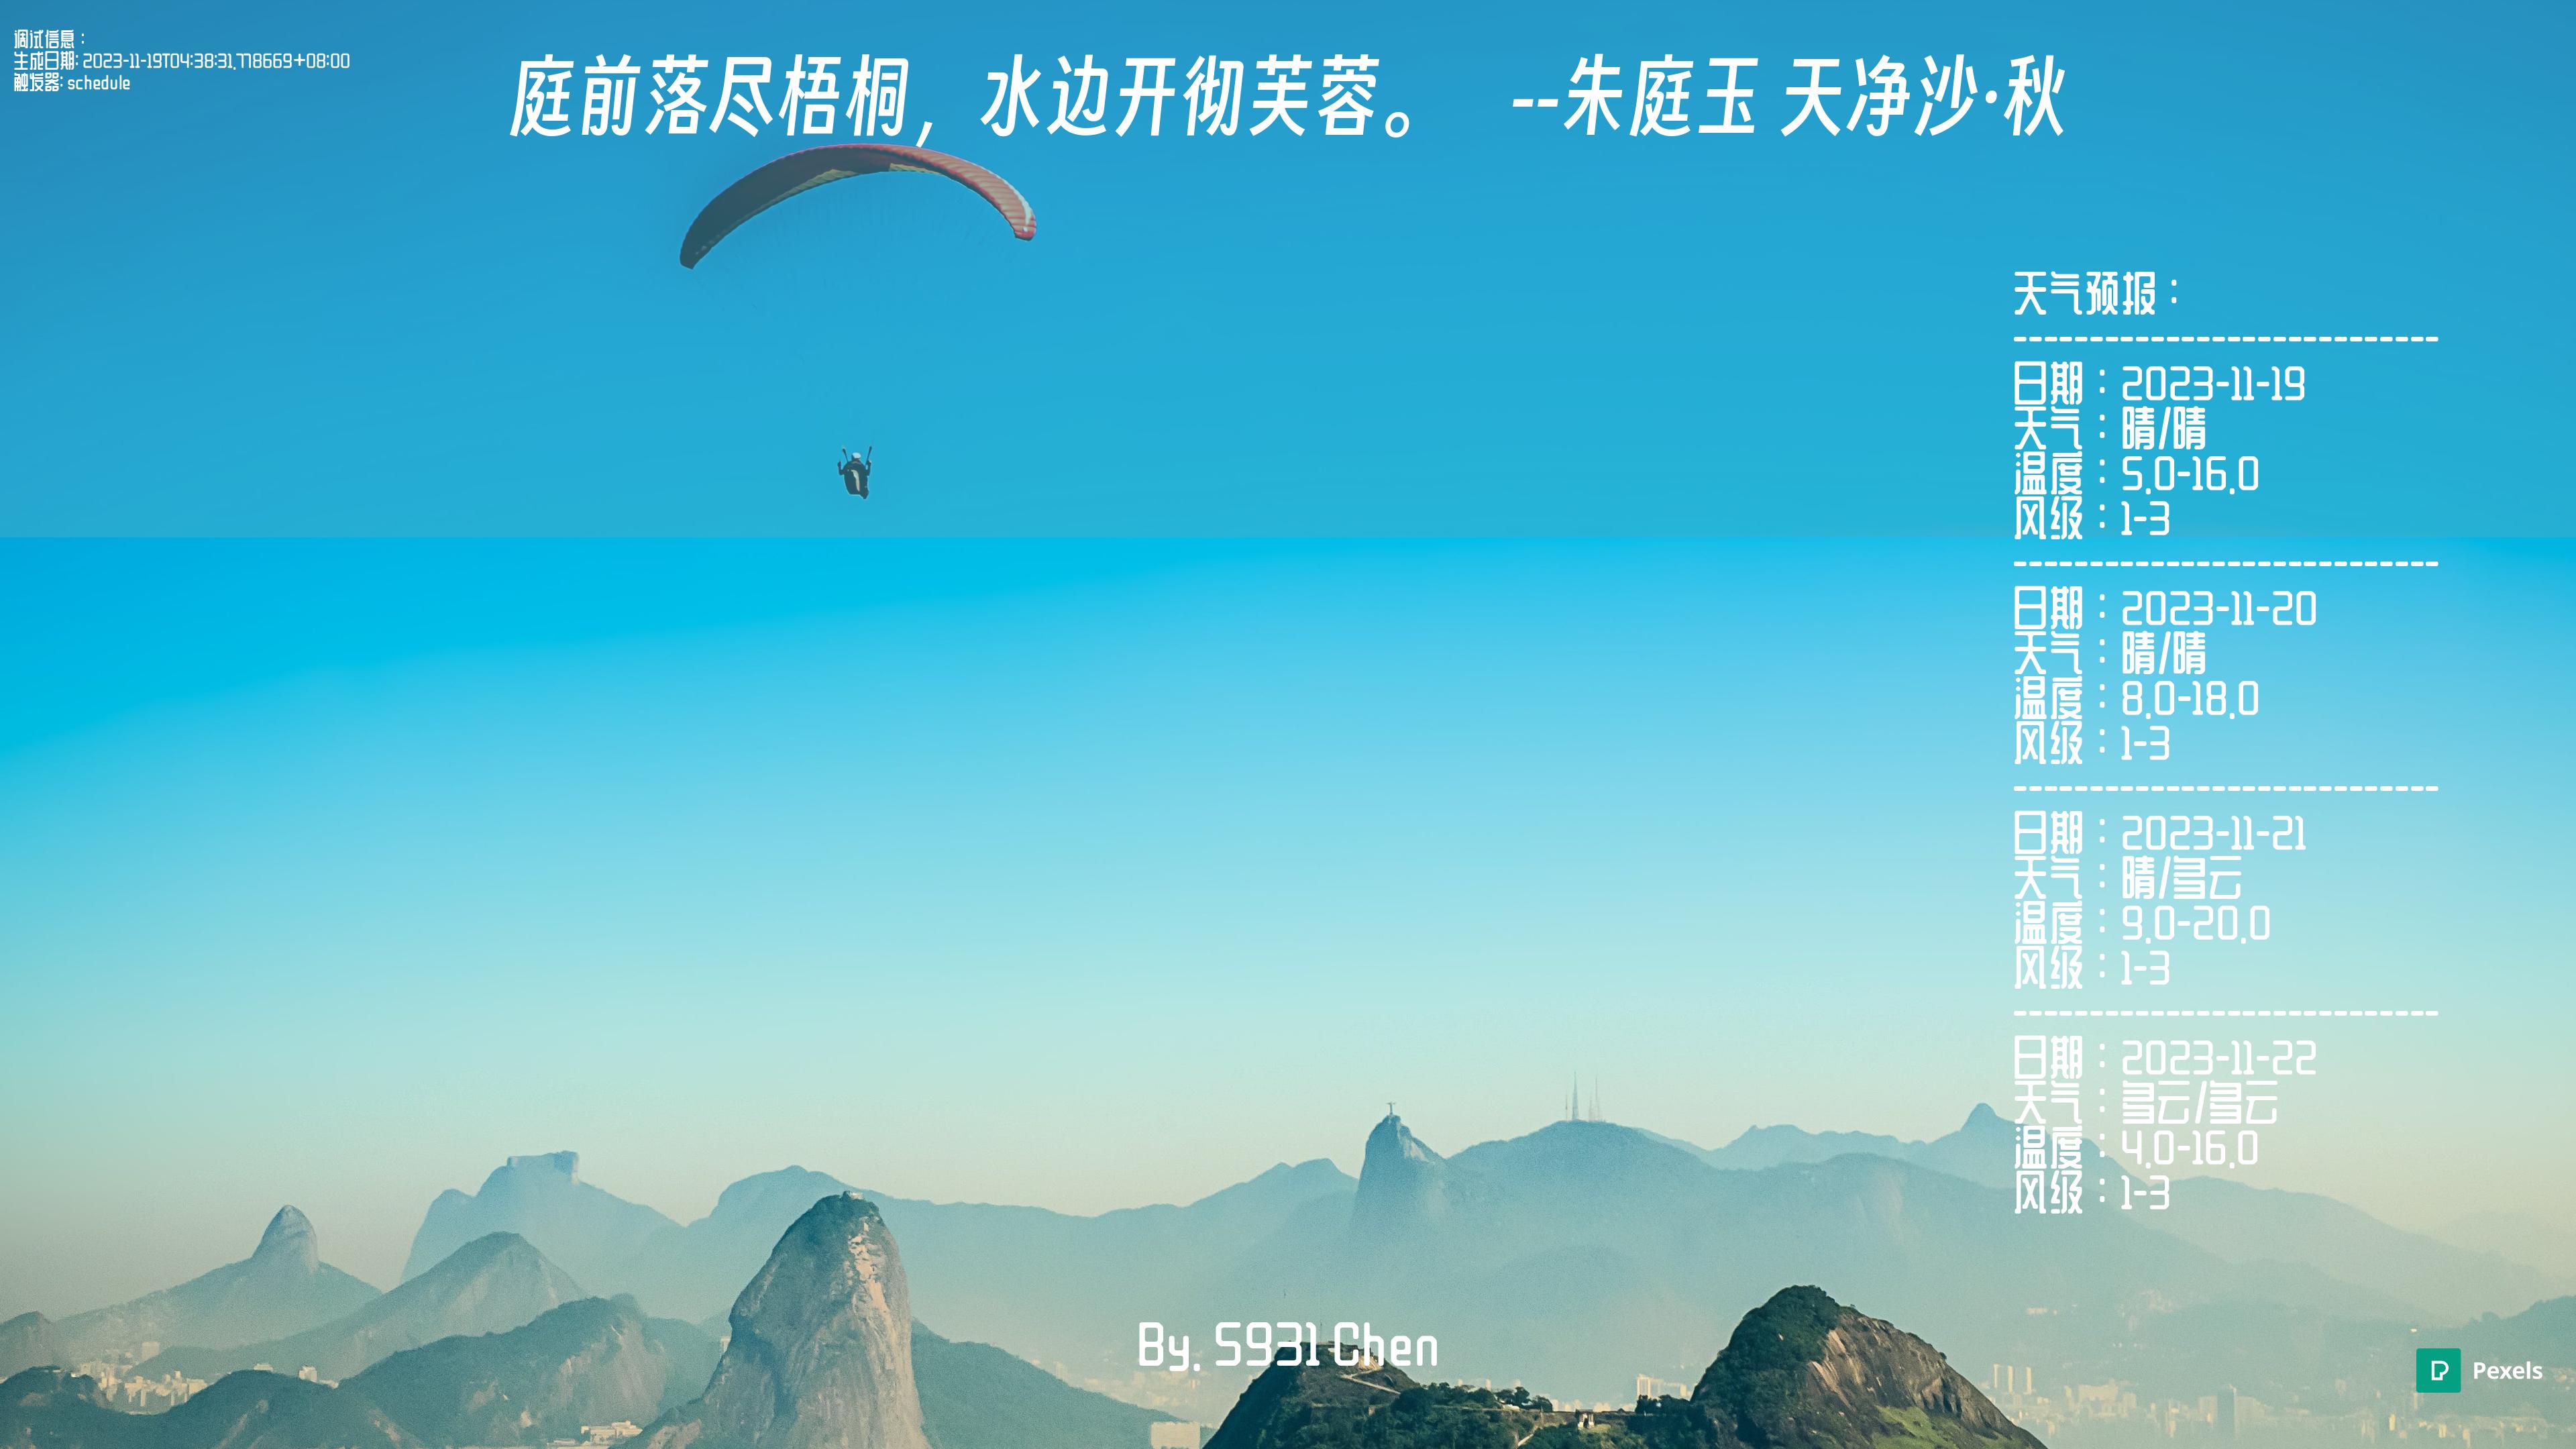 调试信息：
生成日期: 2023-11-19T04:38:31.778669+08:00
触发器: schedule
庭前落尽梧桐，水边开彻芙蓉。 --朱庭玉 天净沙·秋
天气预报：
----------------------------
日期：2023-11-19
天气：晴/晴
温度：5.0-16.0
风级：1-3
----------------------------
日期：2023-11-20
天气：晴/晴
温度：8.0-18.0
风级：1-3
----------------------------
日期：2023-11-21
天气：晴/多云
温度：9.0-20.0
风级：1-3
----------------------------
日期：2023-11-22
天气：多云/多云
温度：4.0-16.0
风级：1-3
By. 5931 Chen
Pexels